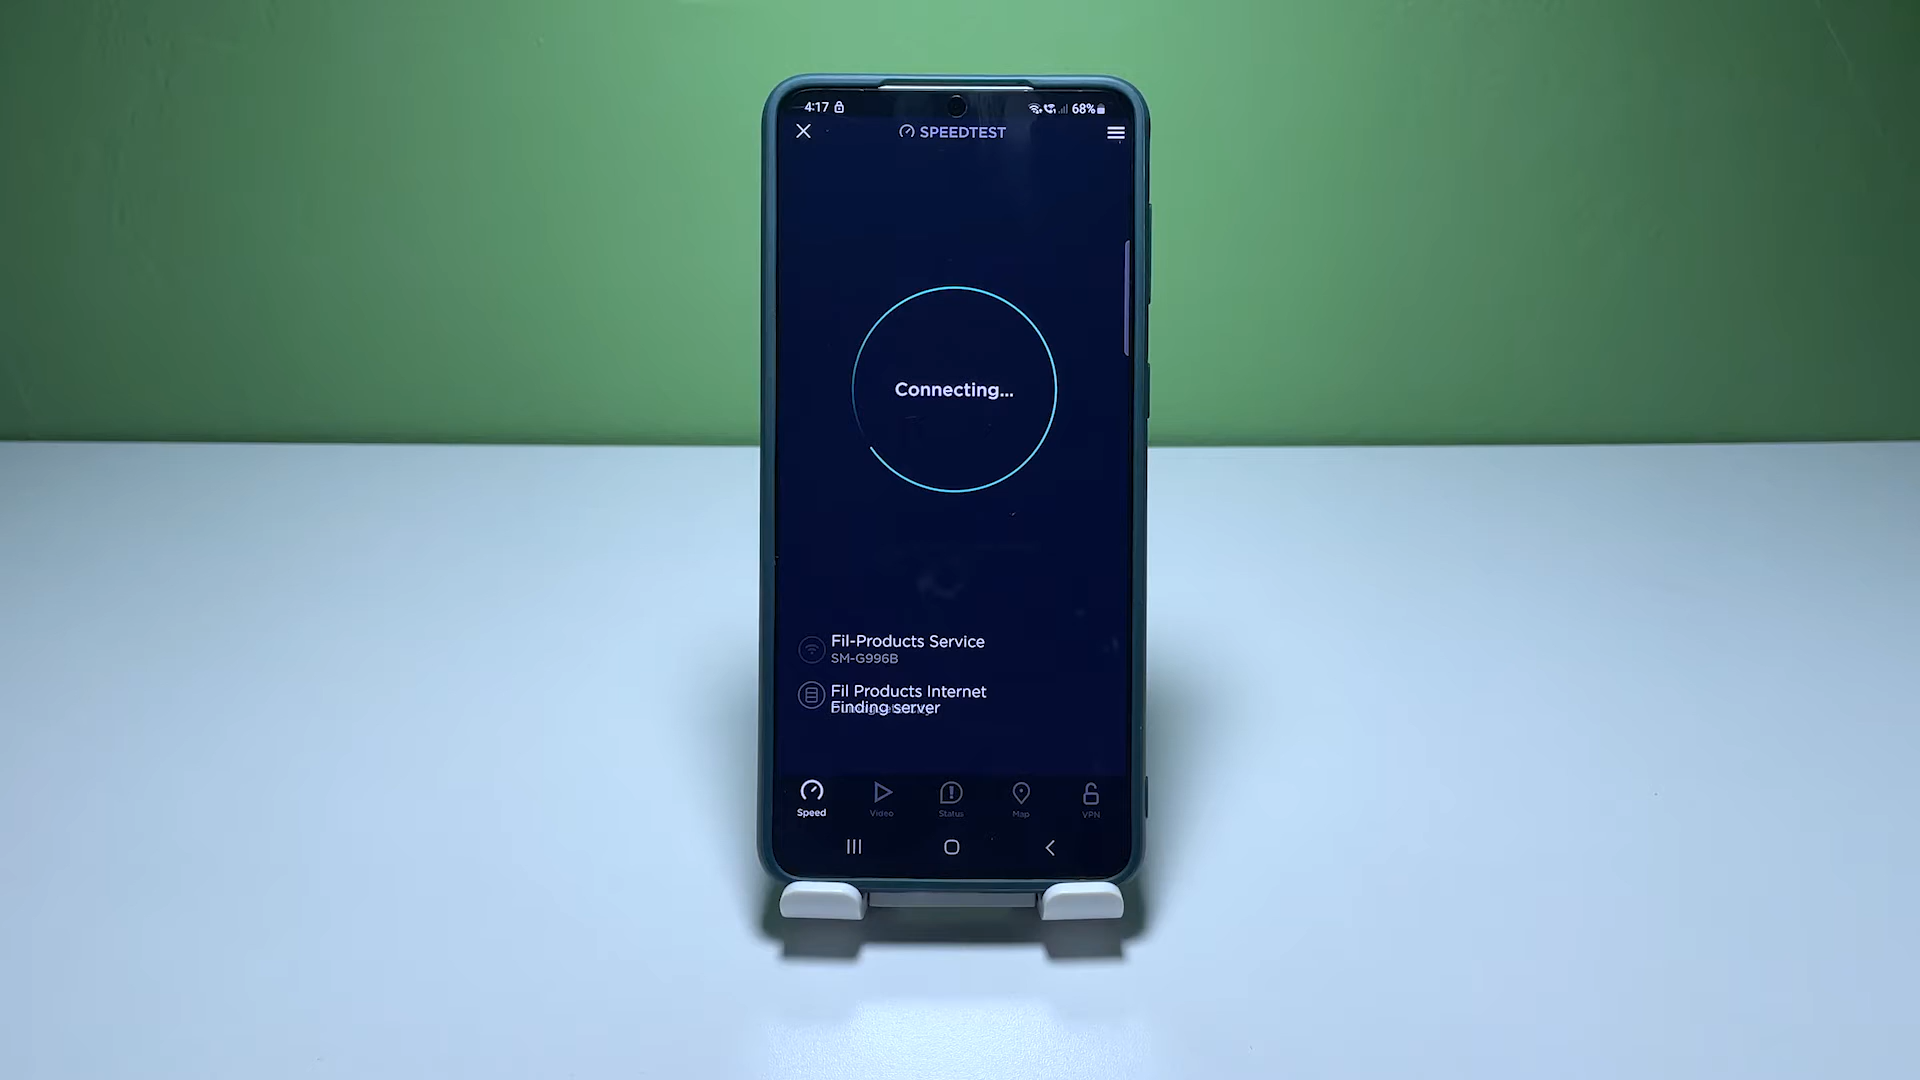 4:17 68%
SPEEDTEST
Connecting...
Fil-Products Service
SM-G996B
Fil Products Internet
Finding server
Speed Video Status Map VPN